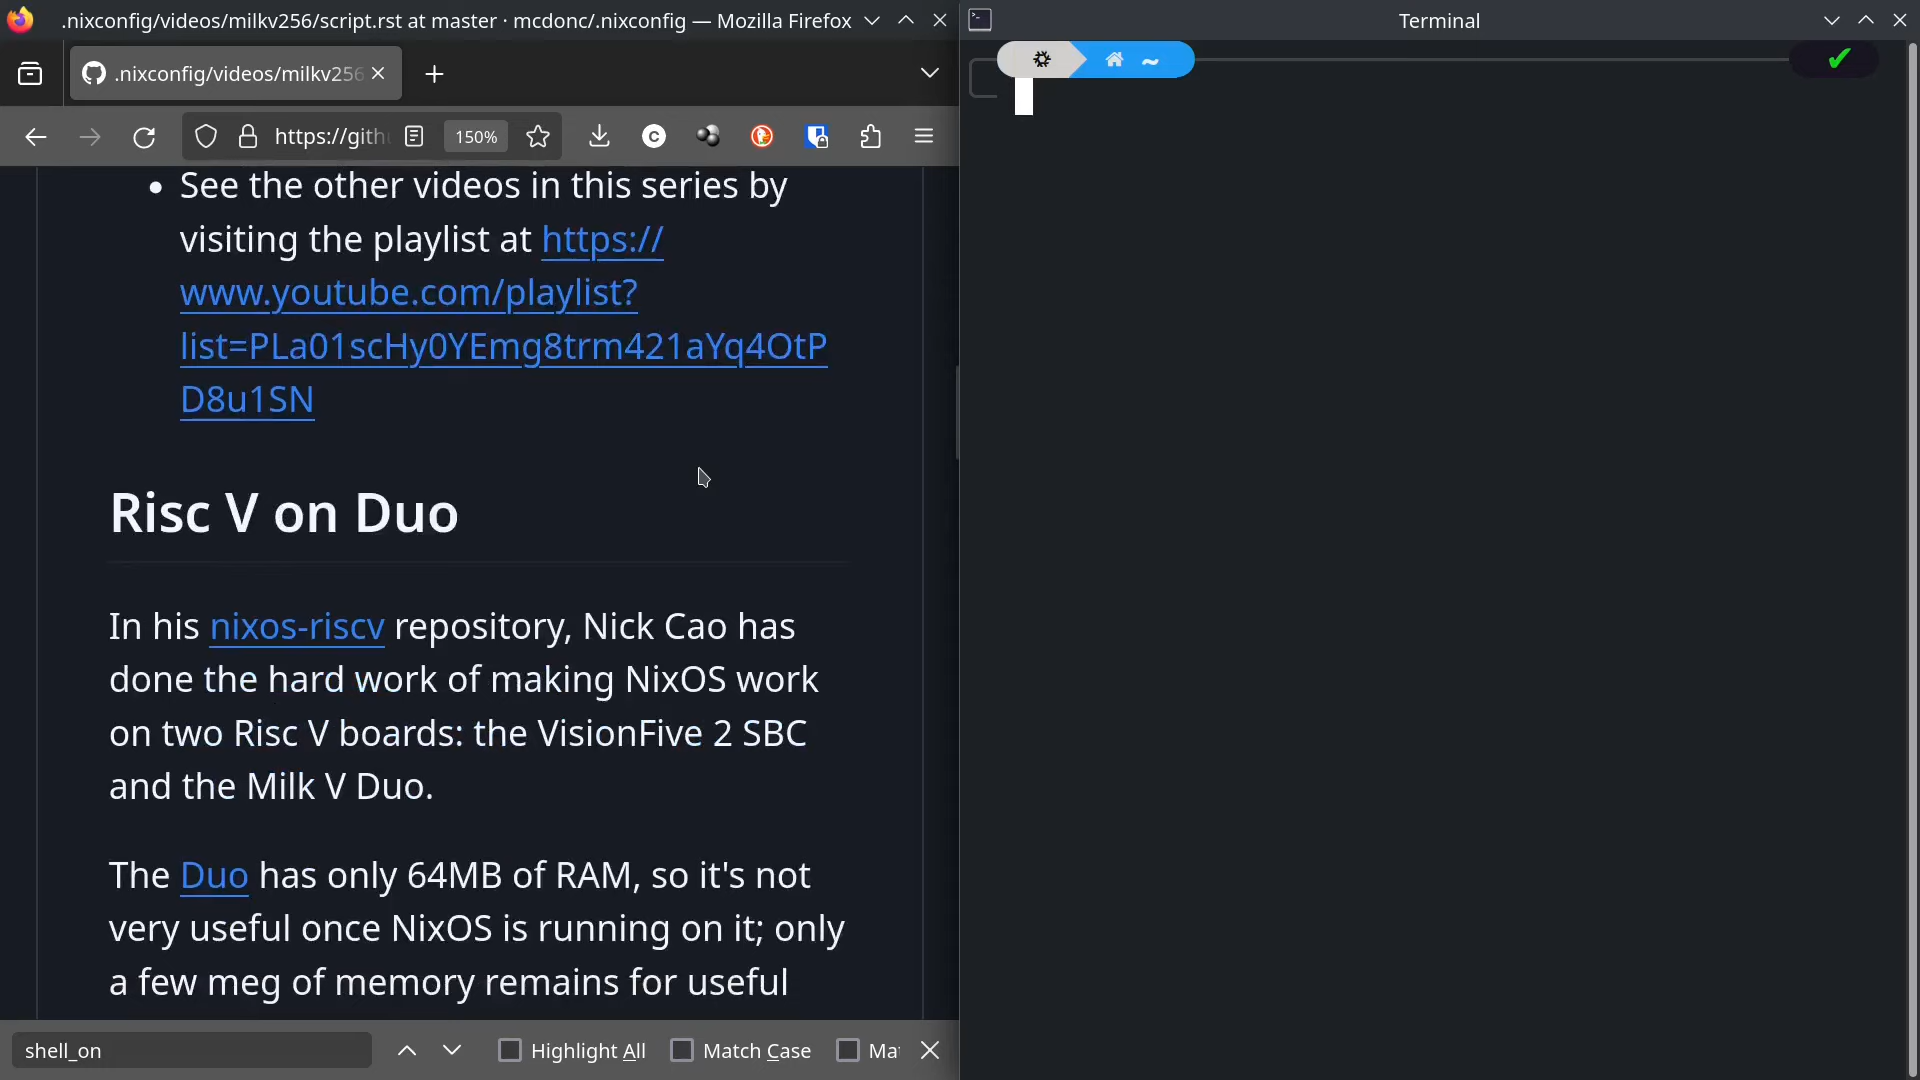 .nixconfig/videos/milkv256/script.rst at master · mcdonc/.nixconfig — Mozilla Firefox
.nixconfig/videos/milkv256
https://gith
150%
See the other videos in this series by
visiting the playlist at https://
www.youtube.com/playlist?
list=PLa01scHy0YEmg8trm421aYq4OtP
D8u1SN
Risc V on Duo
In his nixos-riscv repository, Nick Cao has
done the hard work of making NixOS work
on two Risc V boards: the VisionFive 2 SBC
and the Milk V Duo.
The Duo has only 64MB of RAM, so it's not
very useful once NixOS is running on it; only
a few meg of memory remains for useful
shell_on
Highlight All
Match Case
Ma
Terminal
~